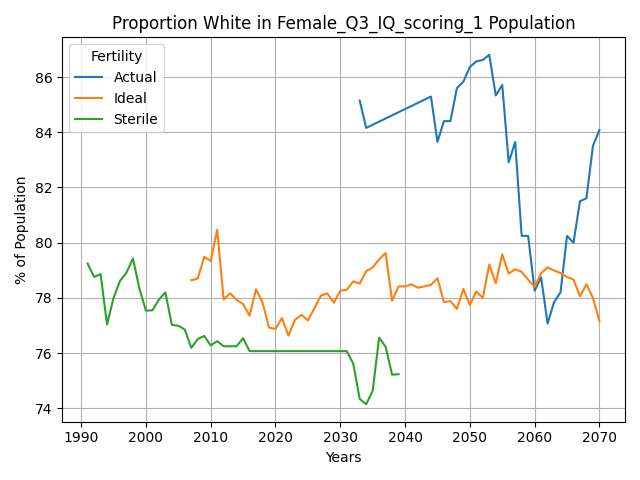 Proportion White in Female_Q3_IQ_scoring_1 Population
Fertility
Actual
Ideal
Sterile
% of Population
86
84
82
80
78
76
74
1990 2000 2010 2020 2030 2040 2050 2060 2070
Years